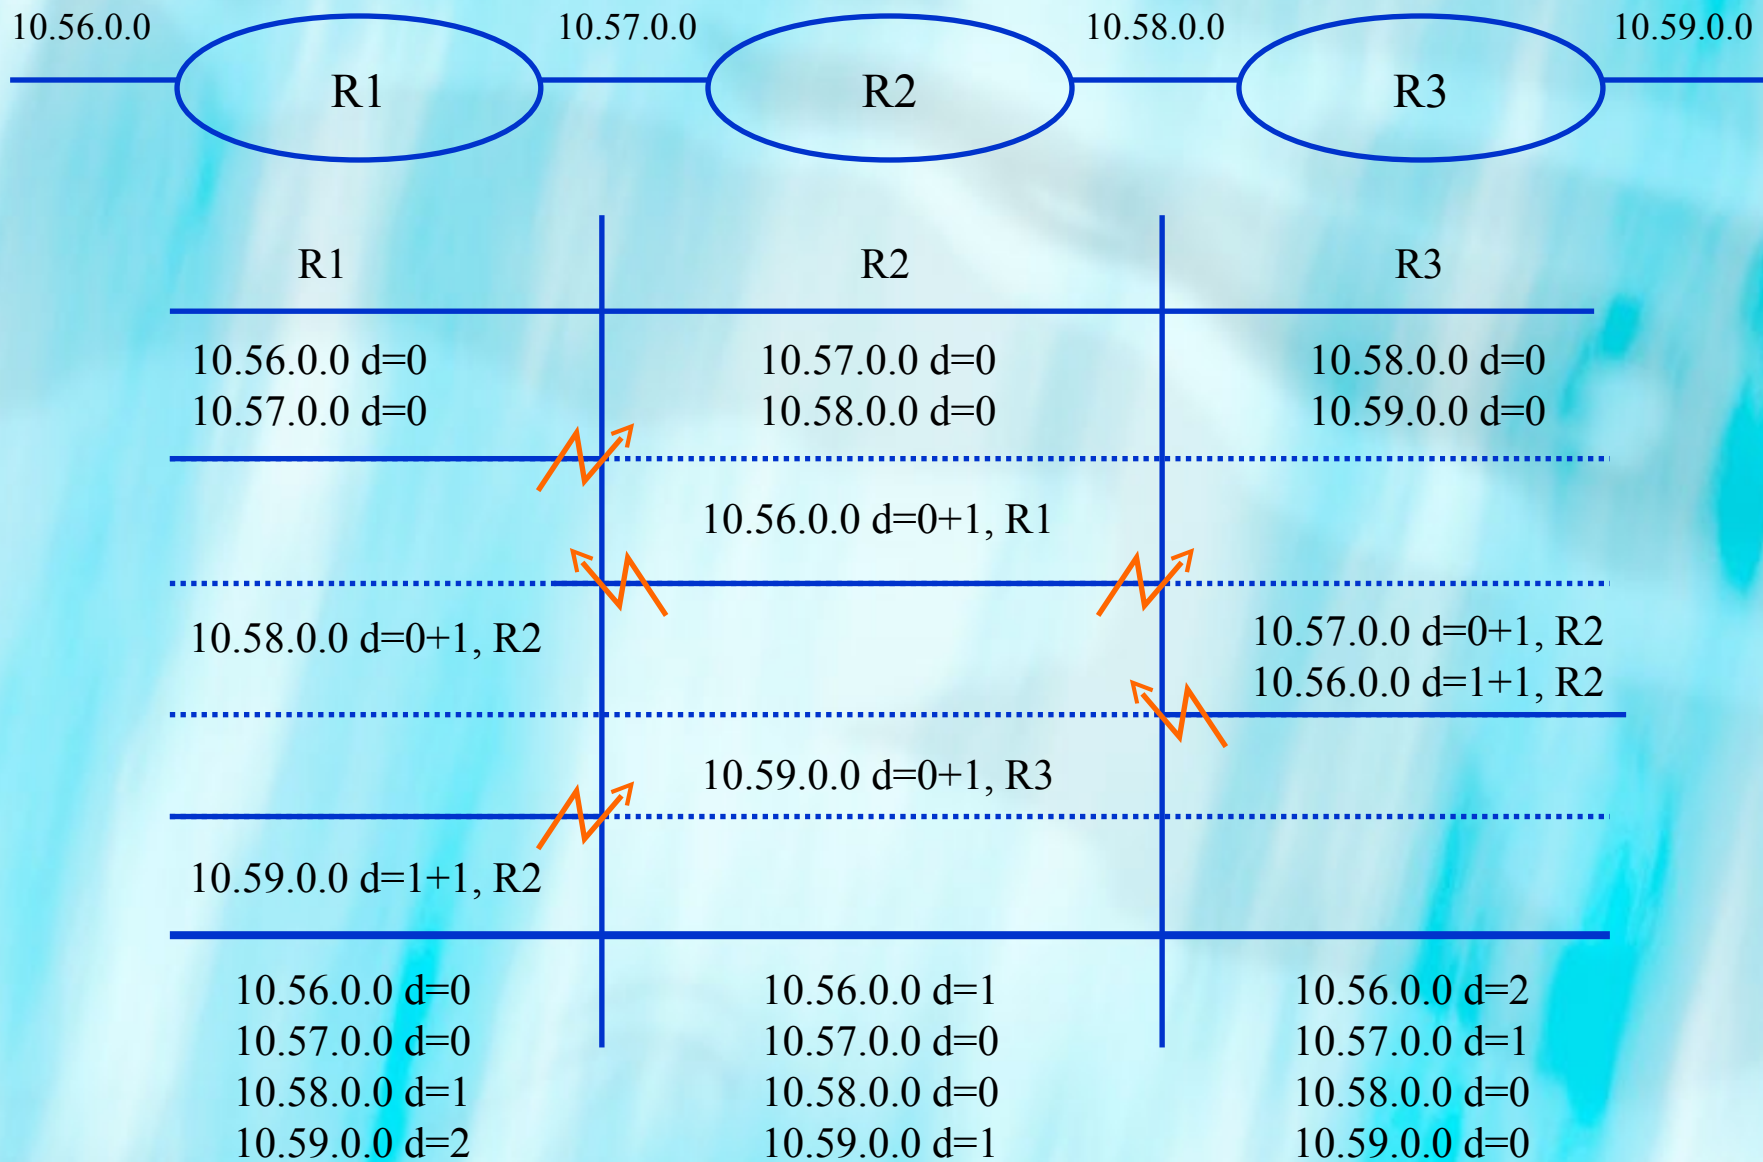 10.56.0.0 10.57.0.0 10.58.0.0 10.59.0.0
R1 R2 R3
R1 R2 R3
10.56.0.0 d=0 10.57.0.0 d=0 10.58.0.0 d=0
10.57.0.0 d=0 10.58.0.0 d=0 10.59.0.0 d=0
10.56.0.0 d=0+1, R1
10.58.0.0 d=0+1, R2 10.57.0.0 d=0+1, R2
10.56.0.0 d=1+1, R2
10.59.0.0 d=0+1, R3
10.59.0.0 d=1+1, R2
10.56.0.0 d=0 10.56.0.0 d=1 10.56.0.0 d=2
10.57.0.0 d=0 10.57.0.0 d=0 10.57.0.0 d=1
10.58.0.0 d=1 10.58.0.0 d=0 10.58.0.0 d=0
10.59.0.0 d=2 10.59.0.0 d=1 10.59.0.0 d=0